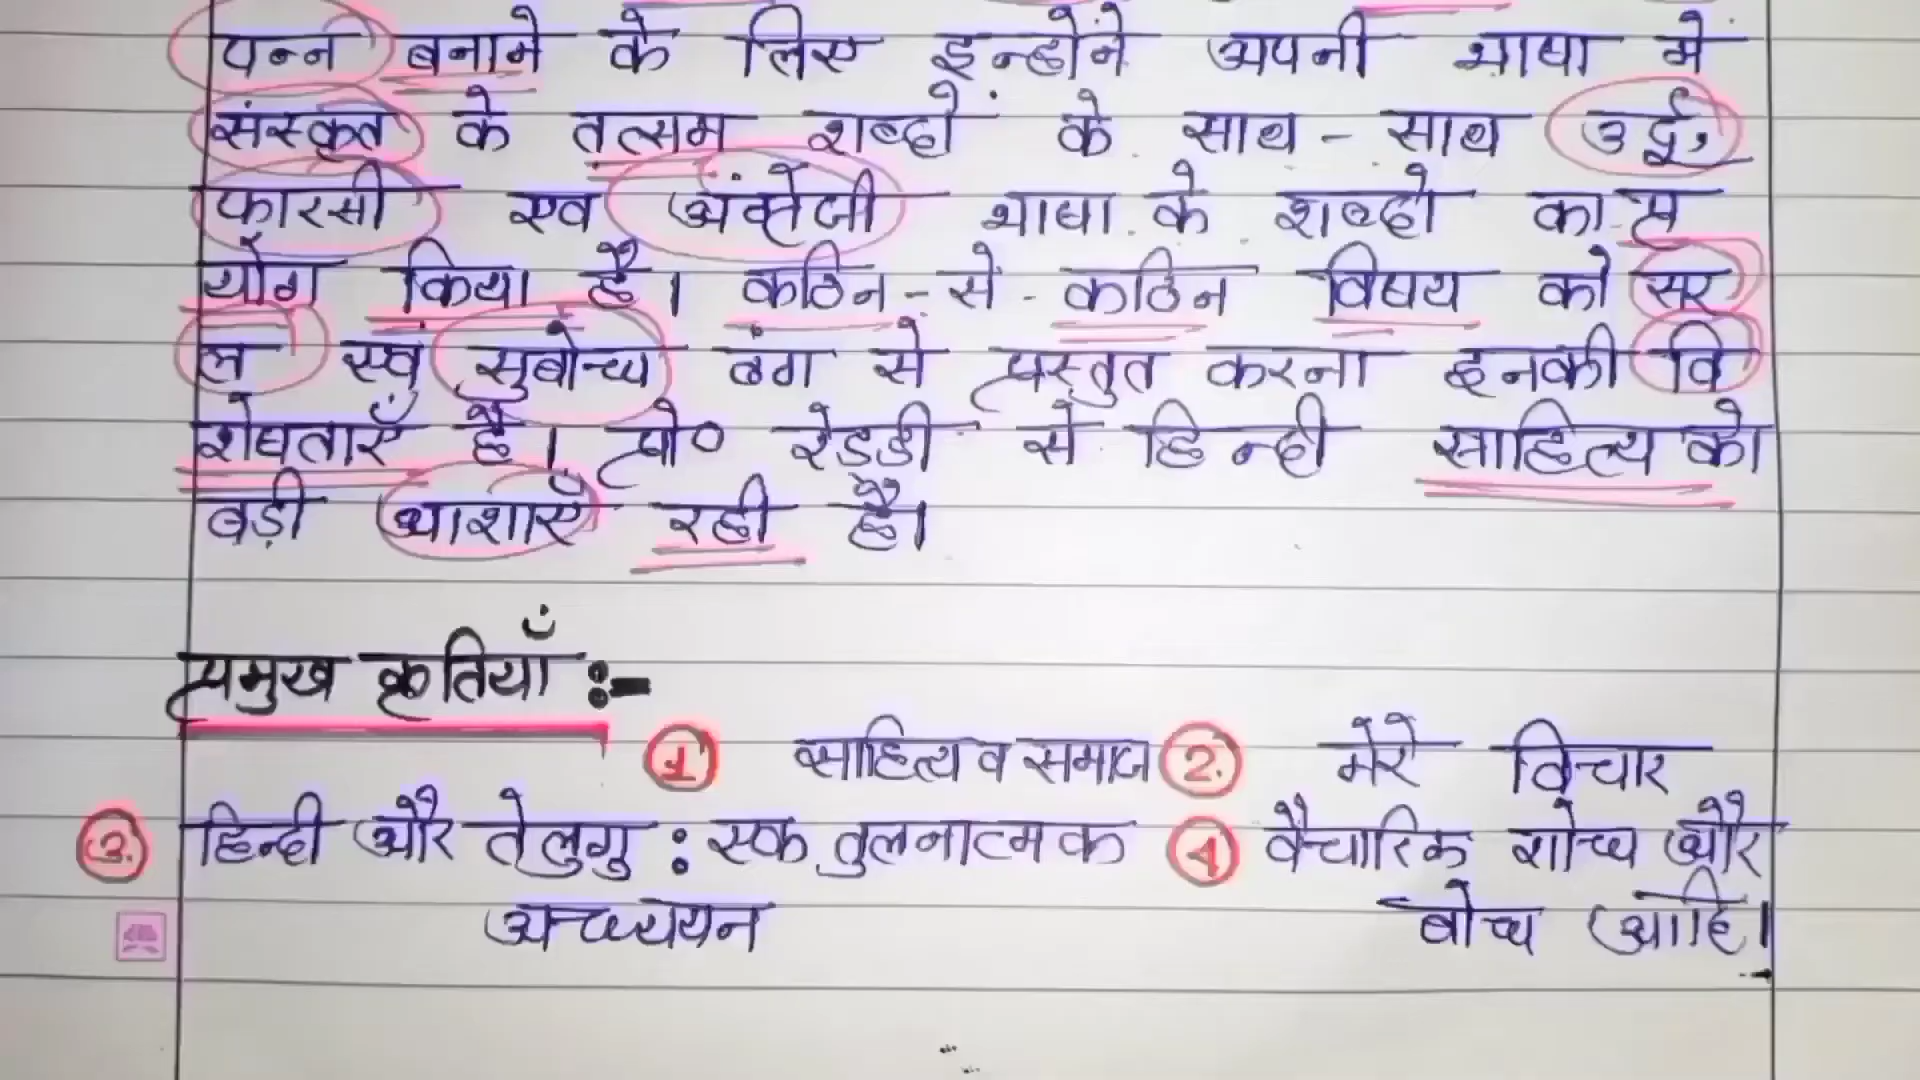 पन्न बनाने के लिए इन्होंने अपनी भाषा में
संस्कृत के तत्सम शब्दों के साथ - साथ उर्दू,
फारसी एवं अंग्रेजी भाषा के शब्दों का प्र
योग किया है। कठिन - से - कठिन विषय को सर
ल एवं सुबोध ढंग से प्रस्तुत करना इनकी वि
शेषताएँ है। प्रो० रेड्डी से हिन्दी साहित्य को
बड़ी आशाएँ रही है।
प्रमुख कृतियाँ :-
1 साहित्य व समाज 2. मेरे विचार
3. हिन्दी और तेलुगु : एक तुलनात्मक 4 वैचारिक शोध और
अध्ययन बोध आदि।